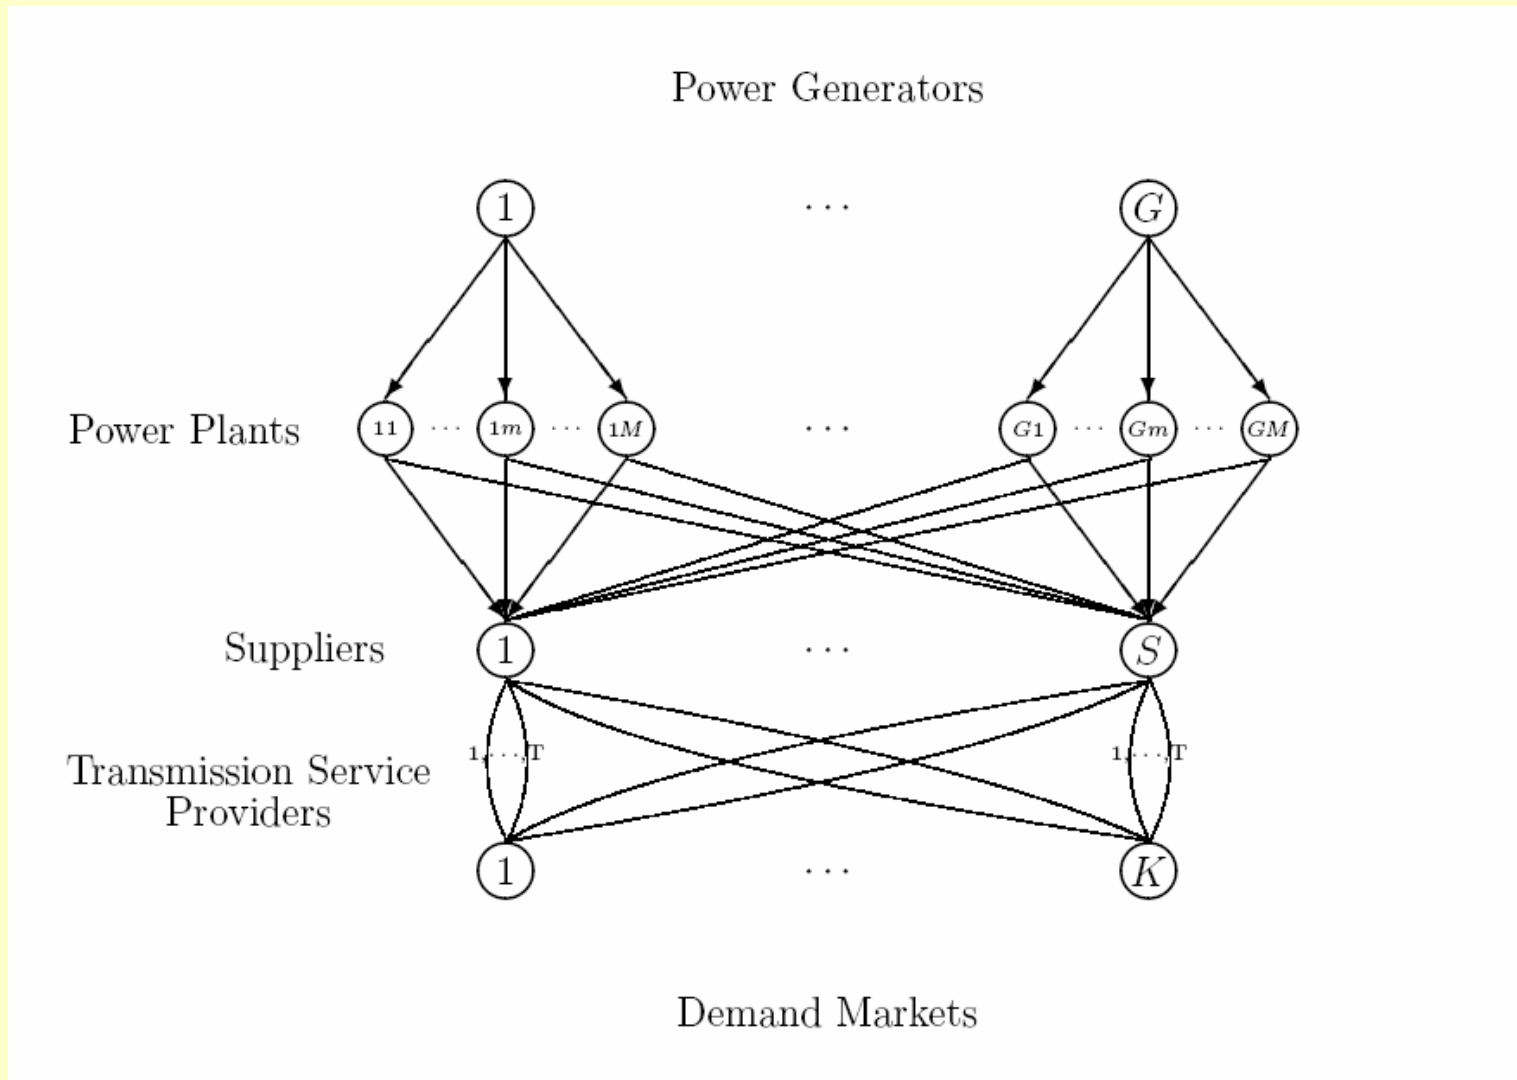 Power Generators
1 ··· G
Power Plants 11 ··· 1m ··· 1M ··· G1 ··· Gm ··· GM
Suppliers 1 ··· S
1,···,T 1,···,T
Transmission Service
Providers
1 ··· K
Demand Markets